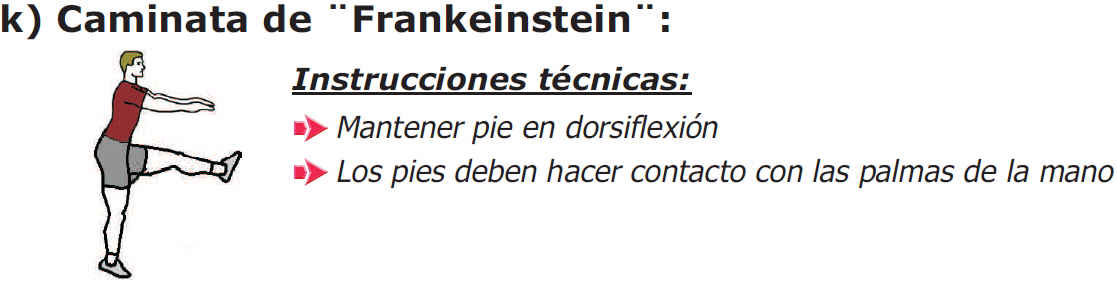 k) Caminata de ¨Frankeinstein¨:
Instrucciones técnicas:
Mantener pie en dorsiflexión
Los pies deben hacer contacto con las palmas de la mano